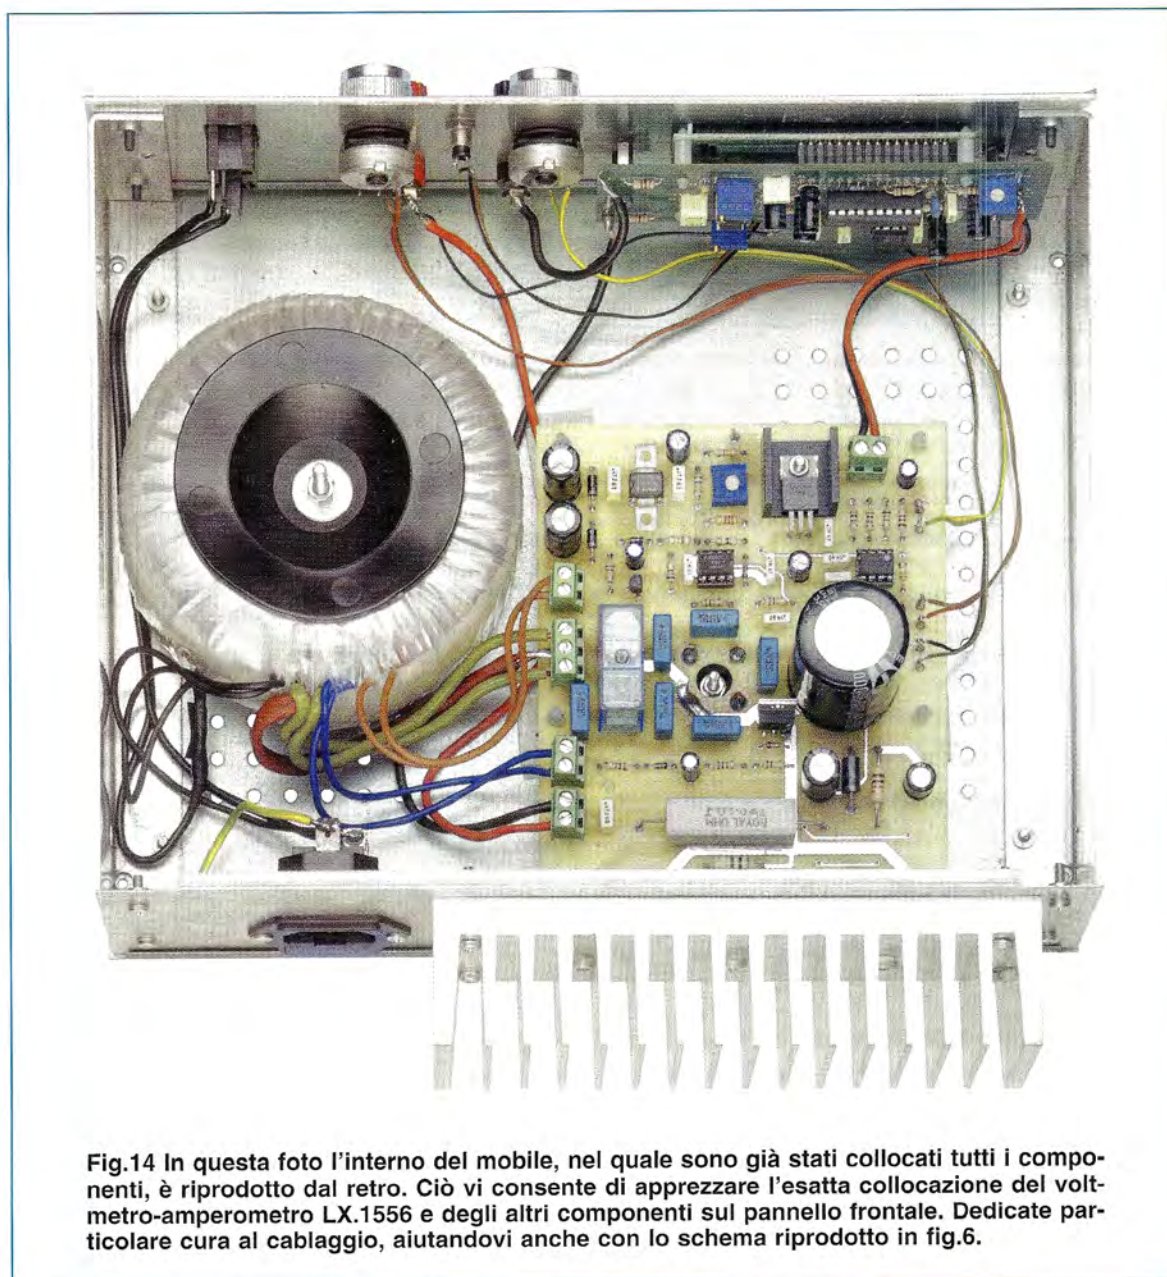 ROYAL OHM
Fig.14 In questa foto l'interno del mobile, nel quale sono già stati collocati tutti i compo-
nenti, è riprodotto dal retro. Ciò vi consente di apprezzare l'esatta collocazione del volt-
metro-amperometro LX.1556 e degli altri componenti sul pannello frontale. Dedicate par-
ticolare cura al cablaggio, aiutandovi anche con lo schema riprodotto in fig.6.